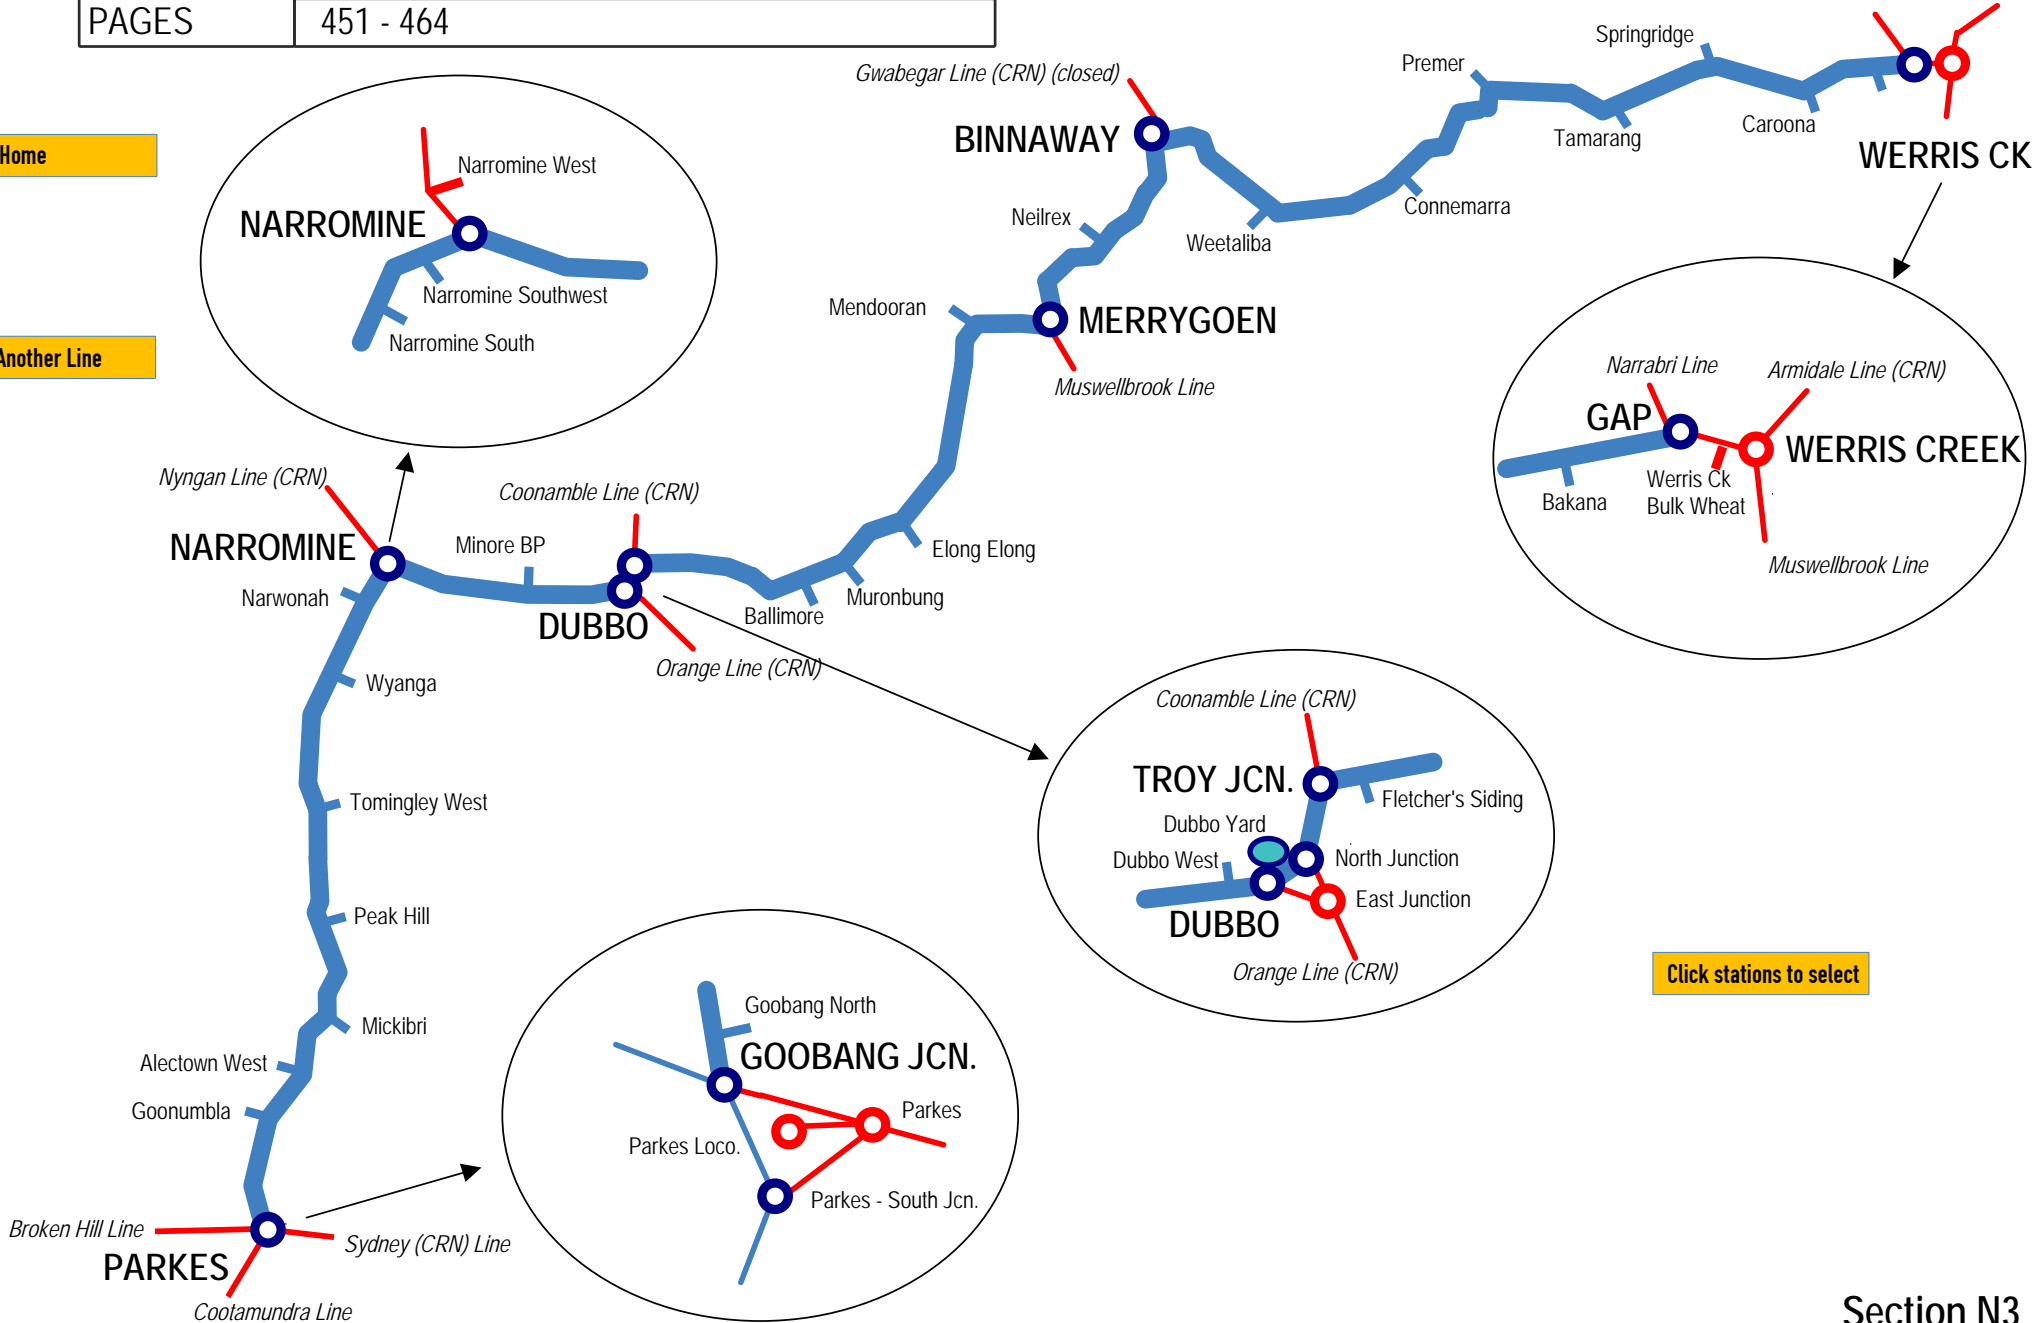 PAGES 451 - 464
Springridge
Premer
Gwabegar Line (CRN) (closed)
Tamarang
Caroona
BINNAWAY
WERRIS CK
Home
Narromine West
NARROMINE
Narromine Southwest
Narromine South
Neilrex
Weetaliba
Connemarra
Another Line
Mendooran
MERRYGOEN
Muswellbrook Line
Narrabri Line
Armidale Line (CRN)
GAP
WERRIS CREEK
Bakana
Werris Ck
Bulk Wheat
Muswellbrook Line
Nyngan Line (CRN)
Coonamble Line (CRN)
NARROMINE
Minore BP
Elong Elong
Narwonah
DUBBO
Ballimore
Muronbung
Orange Line (CRN)
Wyanga
Coonamble Line (CRN)
TROY JCN.
Fletcher's Siding
Dubbo Yard
Dubbo West
North Junction
East Junction
DUBBO
Orange Line (CRN)
Tomingley West
Peak Hill
Click stations to select
Mickibri
Goobang North
GOOBANG JCN.
Alectown West
Goonumbla
Parkes
Parkes Loco.
Parkes - South Jcn.
Broken Hill Line
Sydney (CRN) Line
PARKES
Cootamundra Line
Section N3